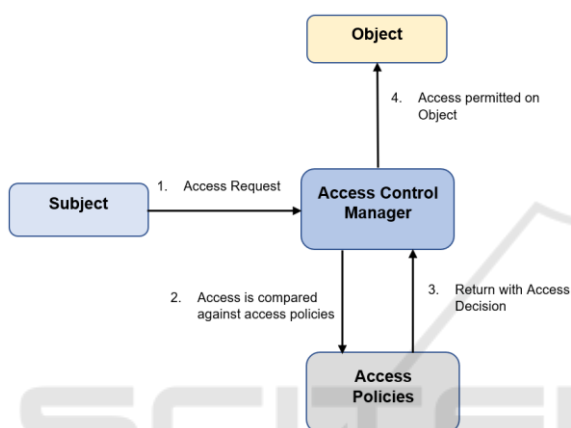 Object
4. Access permitted on
Object
1. Access Request
Subject
Access Control
Manager
2. Access is compared
against access policies
3. Return with Access
Decision
Access
Policies
SCITE